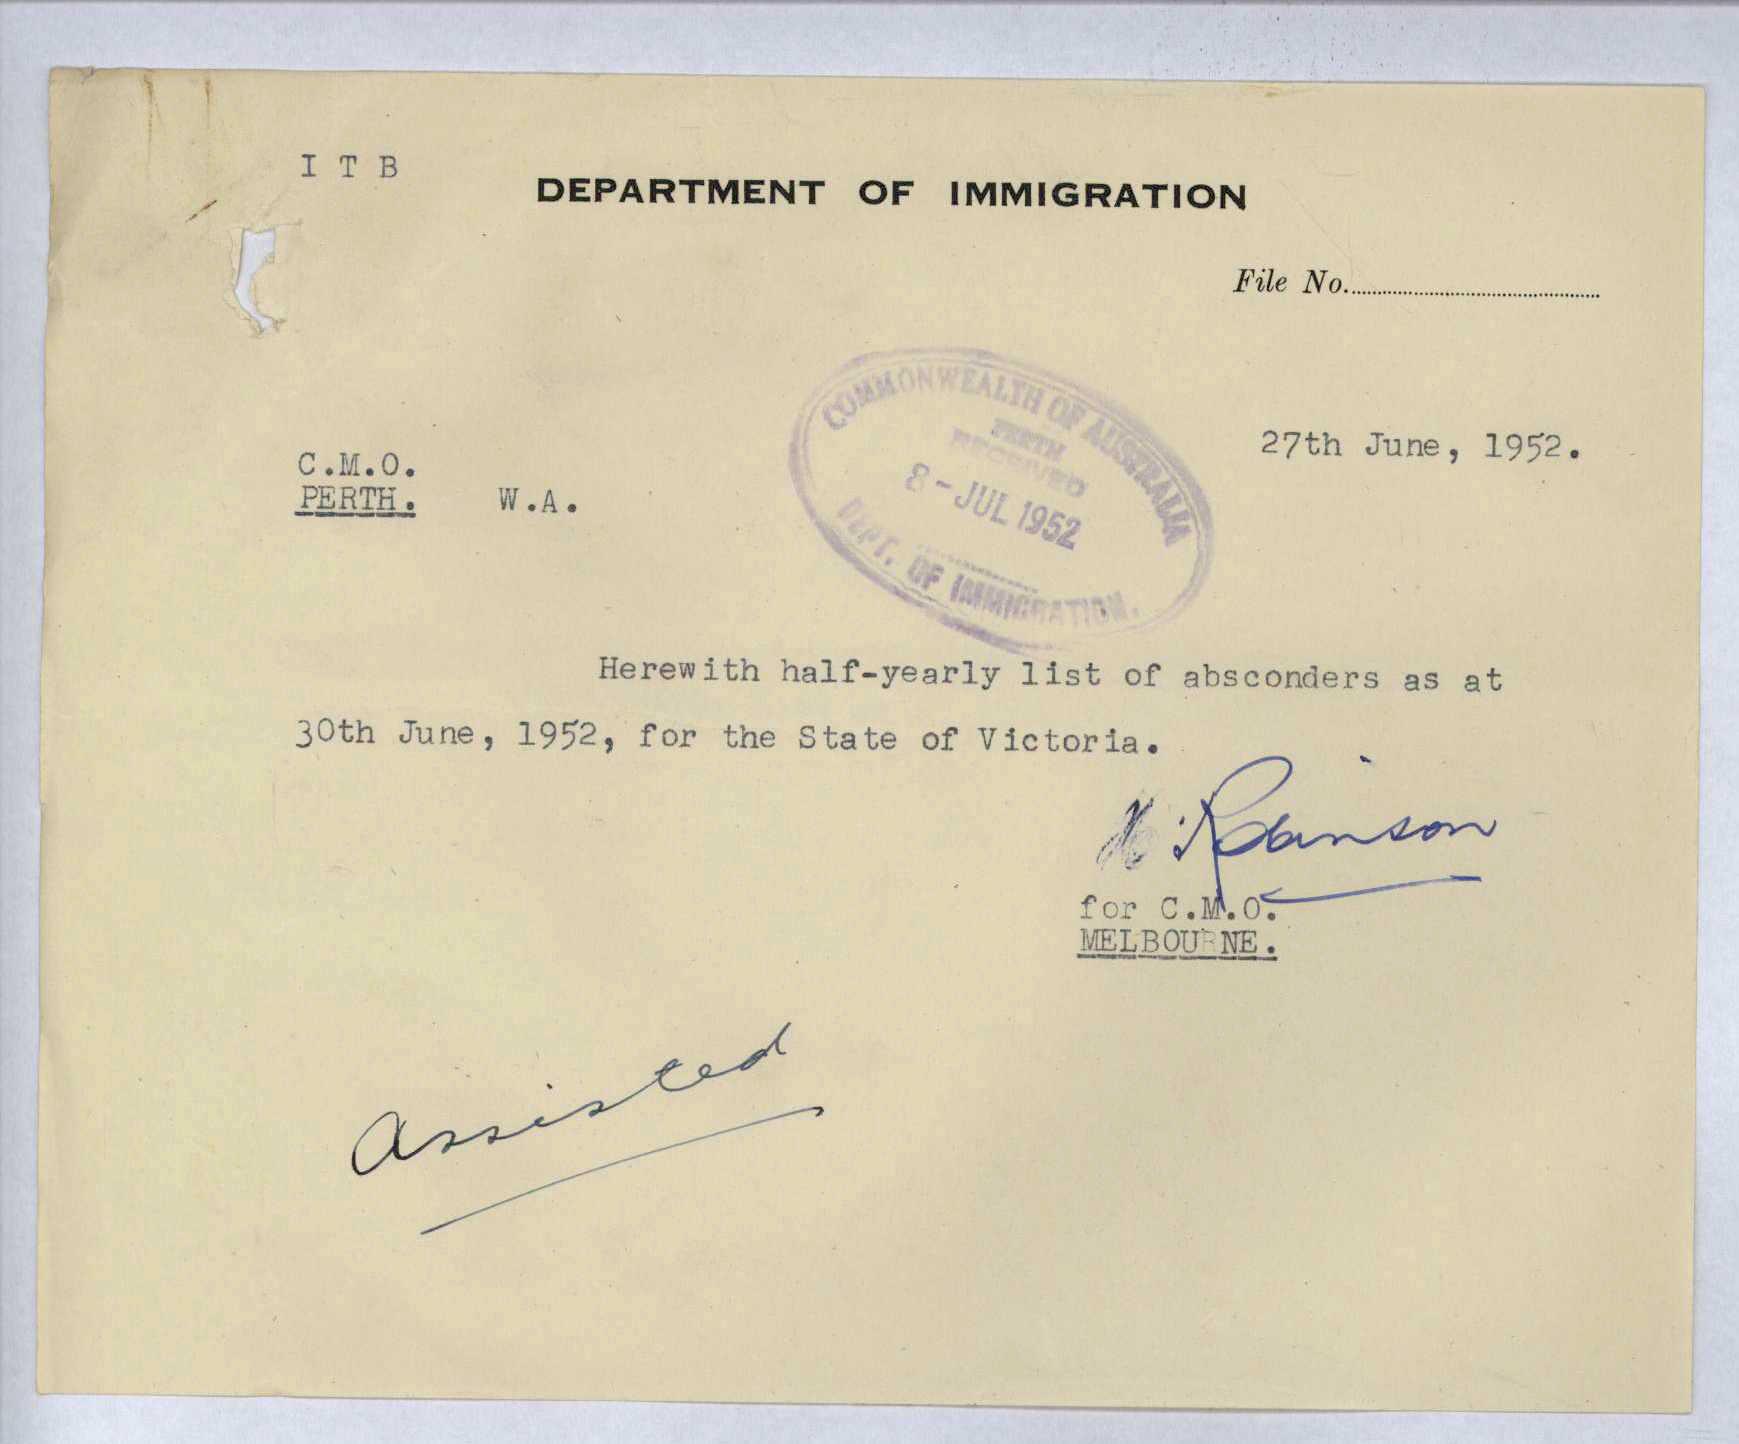 I T B
DEPARTMENT OF IMMIGRATION
File No.
COMMONWEALTH OF AUSTRALIA
PERTH
RECEIVED
8 - JUL 1952
DEPT. OF IMMIGRATION.
27th June, 1952.
C.M.O.
PERTH. W.A.
Herewith half-yearly list of absconders as at
30th June, 1952, for the State of Victoria.
Robinson
for C.M.O.
MELBOURNE.
Assisted